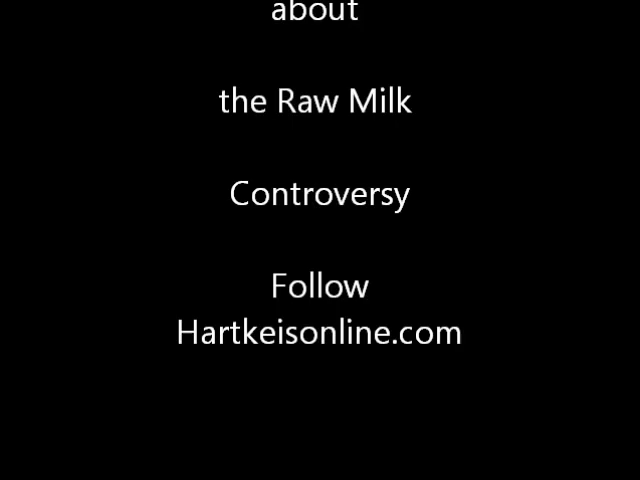 about
the Raw Milk
Controversy
Follow
Hartkeisonline.com